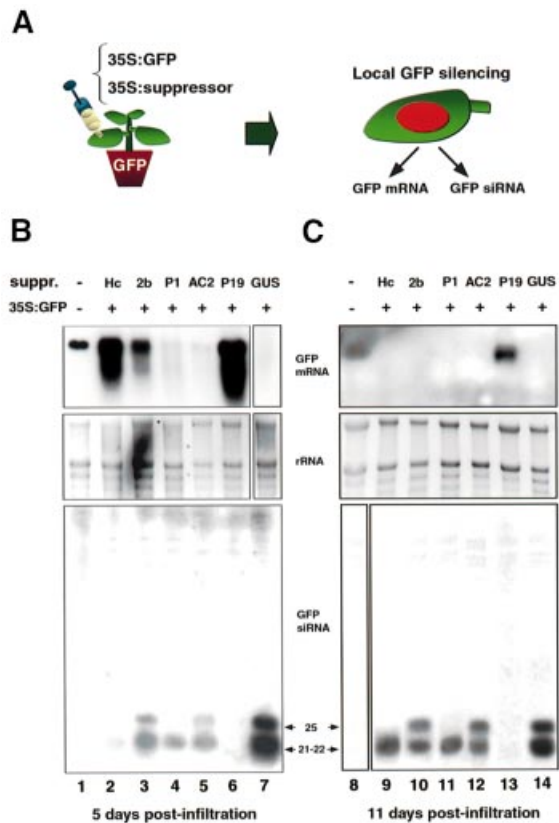 A
35S:GFP
35S:suppressor
GFP
Local GFP silencing
GFP mRNA GFP siRNA
B
suppr. - Hc 2b P1 AC2 P19 GUS
35S:GFP - + + + + + +
C
- Hc 2b P1 AC2 P19 GUS
- + + + + + +
GFP
mRNA
rRNA
GFP
siRNA
25
21-22
1 2 3 4 5 6 7
5 days post-infiltration
8 9 10 11 12 13 14
11 days post-infiltration